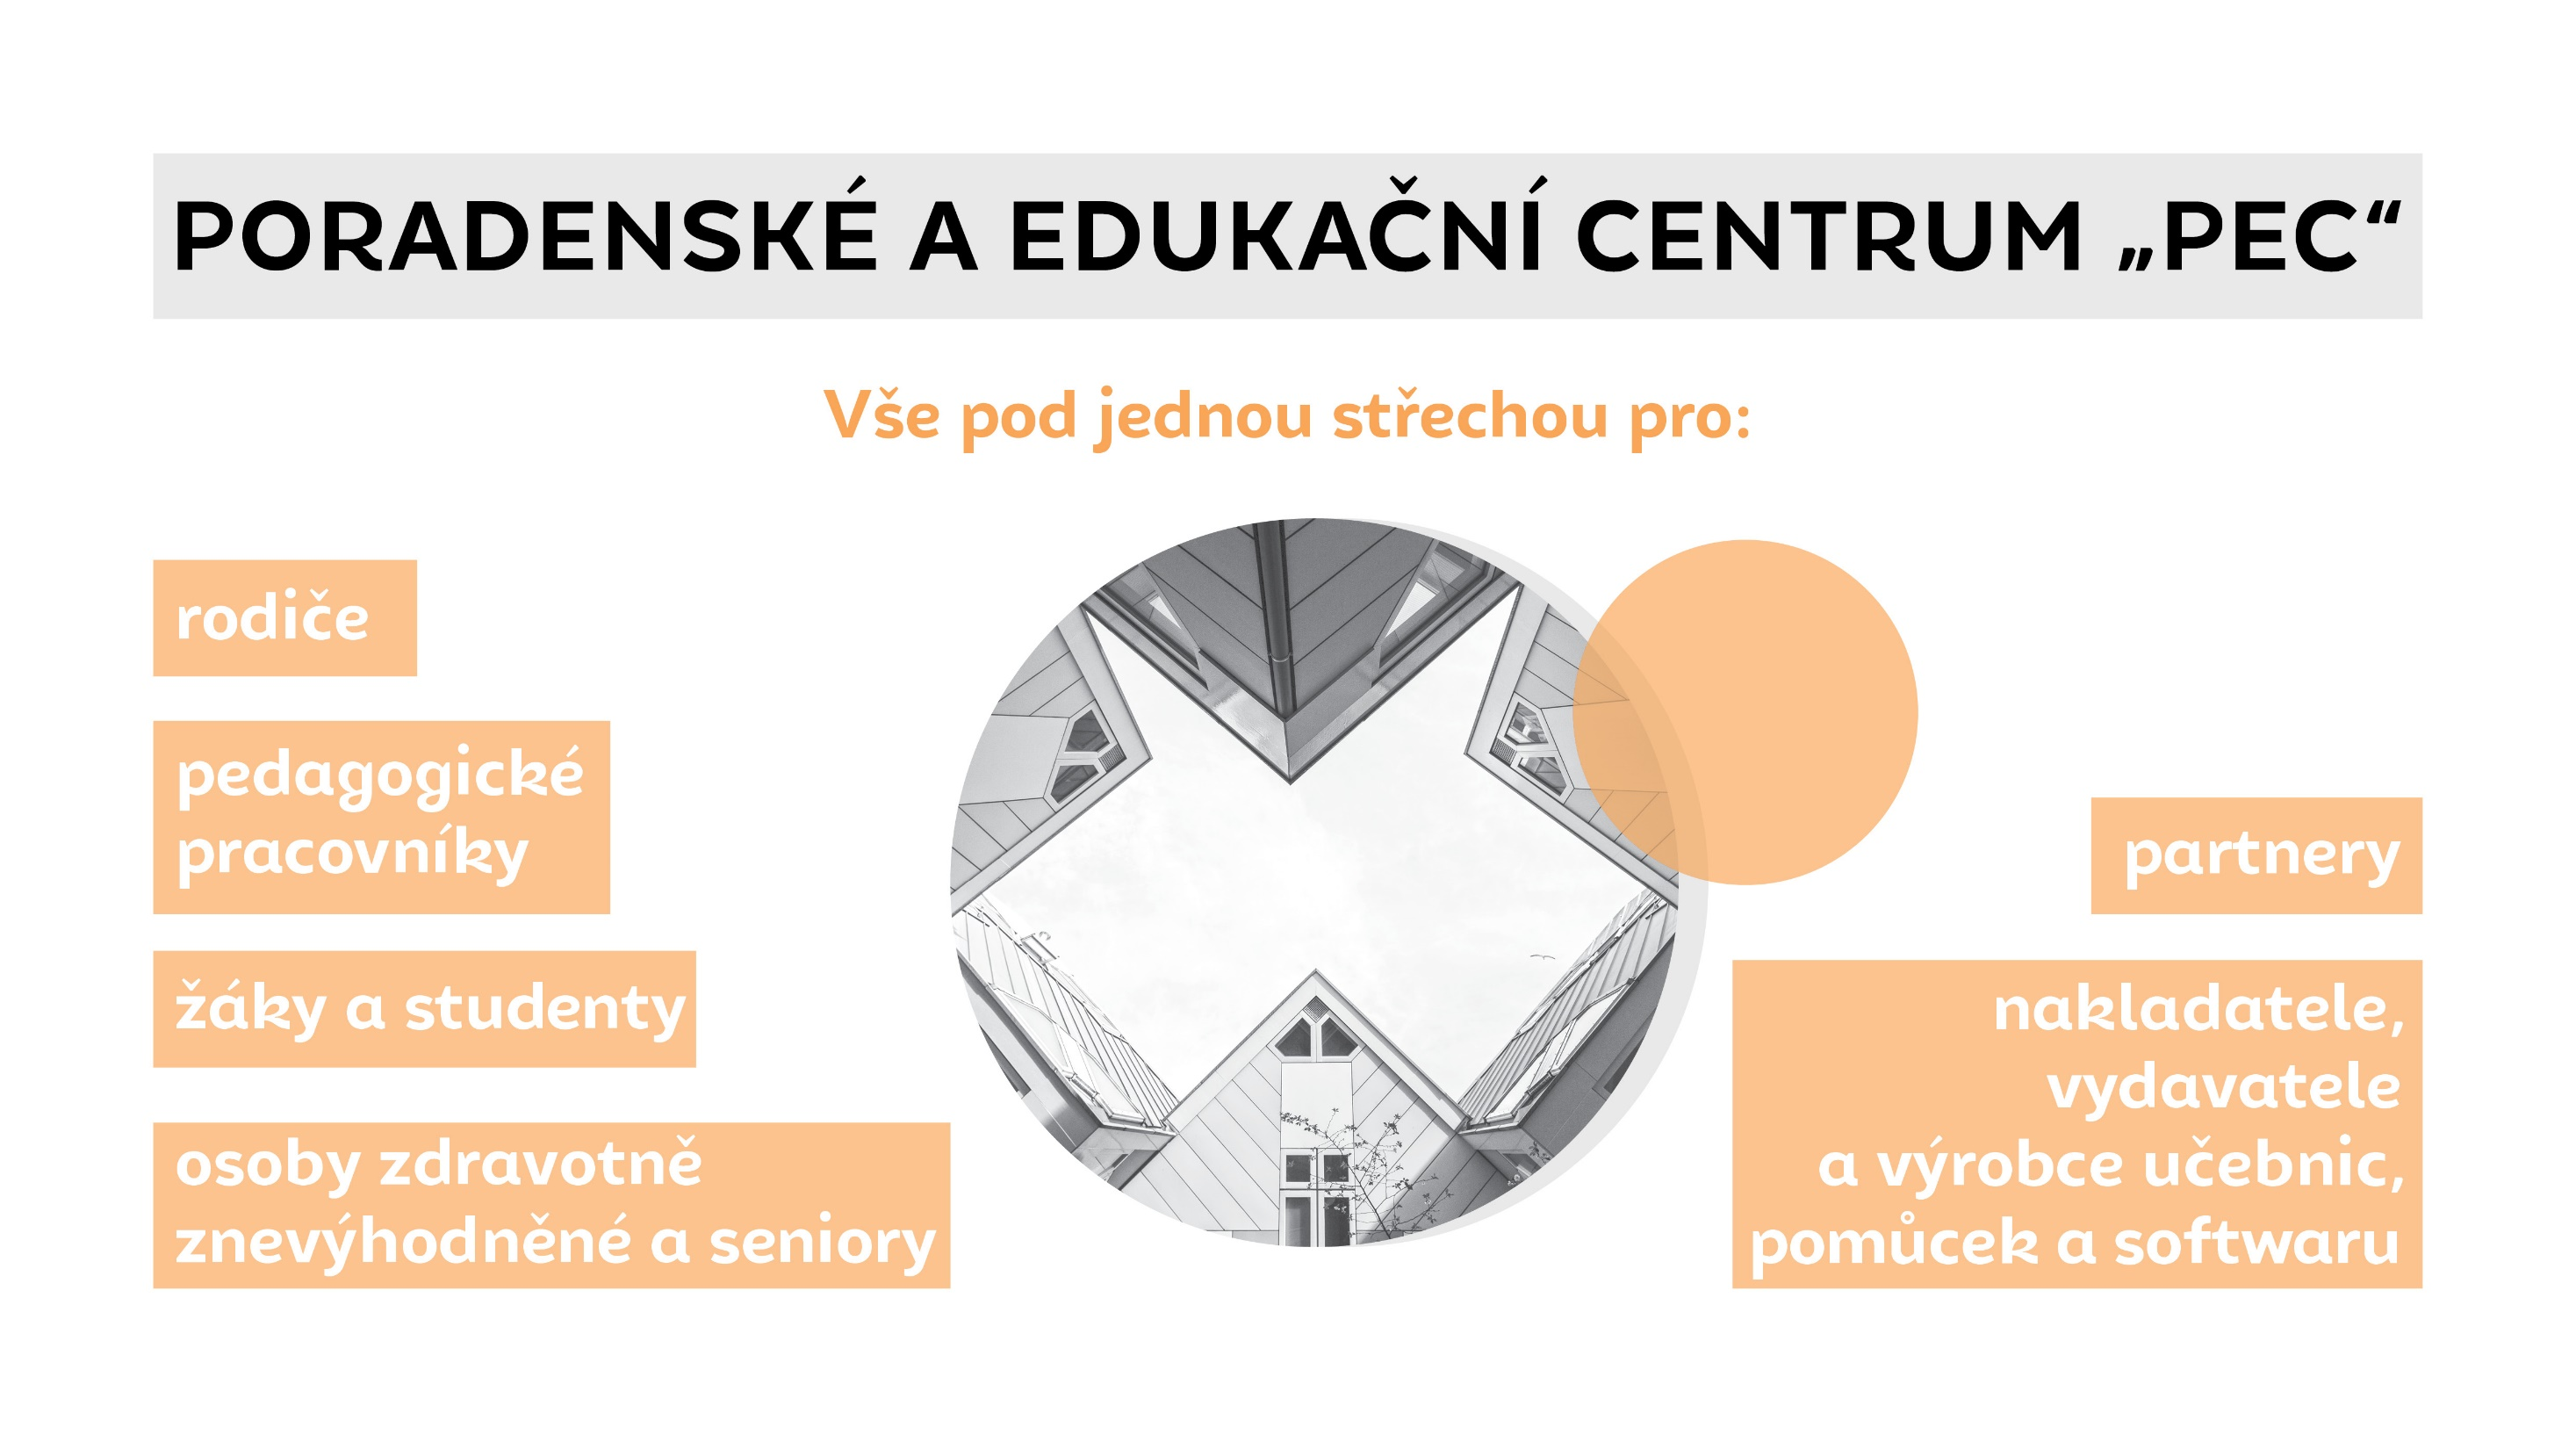 PORADENSKÉ A EDUKAČNÍ CENTRUM „PEC“
Vše pod jednou střechou pro:
rodiče
pedagogické
pracovníky
žáky a studenty
osoby zdravotně
znevýhodněné a seniory
partnery
nakladatele,
vydavatele
a výrobce učebnic,
pomůcek a softwaru